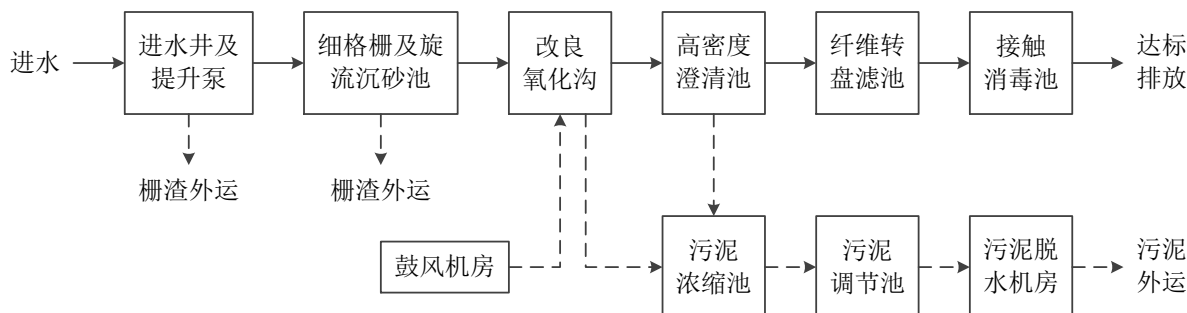 进水
进水井及
提升泵
细格栅及旋
流沉砂池
改良
氧化沟
高密度
澄清池
纤维转
盘滤池
接触
消毒池
达标
排放
栅渣外运
栅渣外运
鼓风机房
污泥
浓缩池
污泥
调节池
污泥脱
水机房
污泥
外运